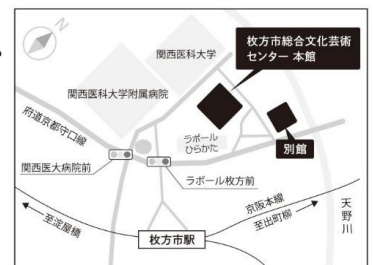 枚方市総合文化芸術
センター 本館
関西医科大学
関西医科大学附属病院
府道京都守口線
ラポール
ひらかた
別館
関西医大病院前
ラポール枚方前
京阪本線
至出町柳
天野川
至淀屋橋
枚方市駅